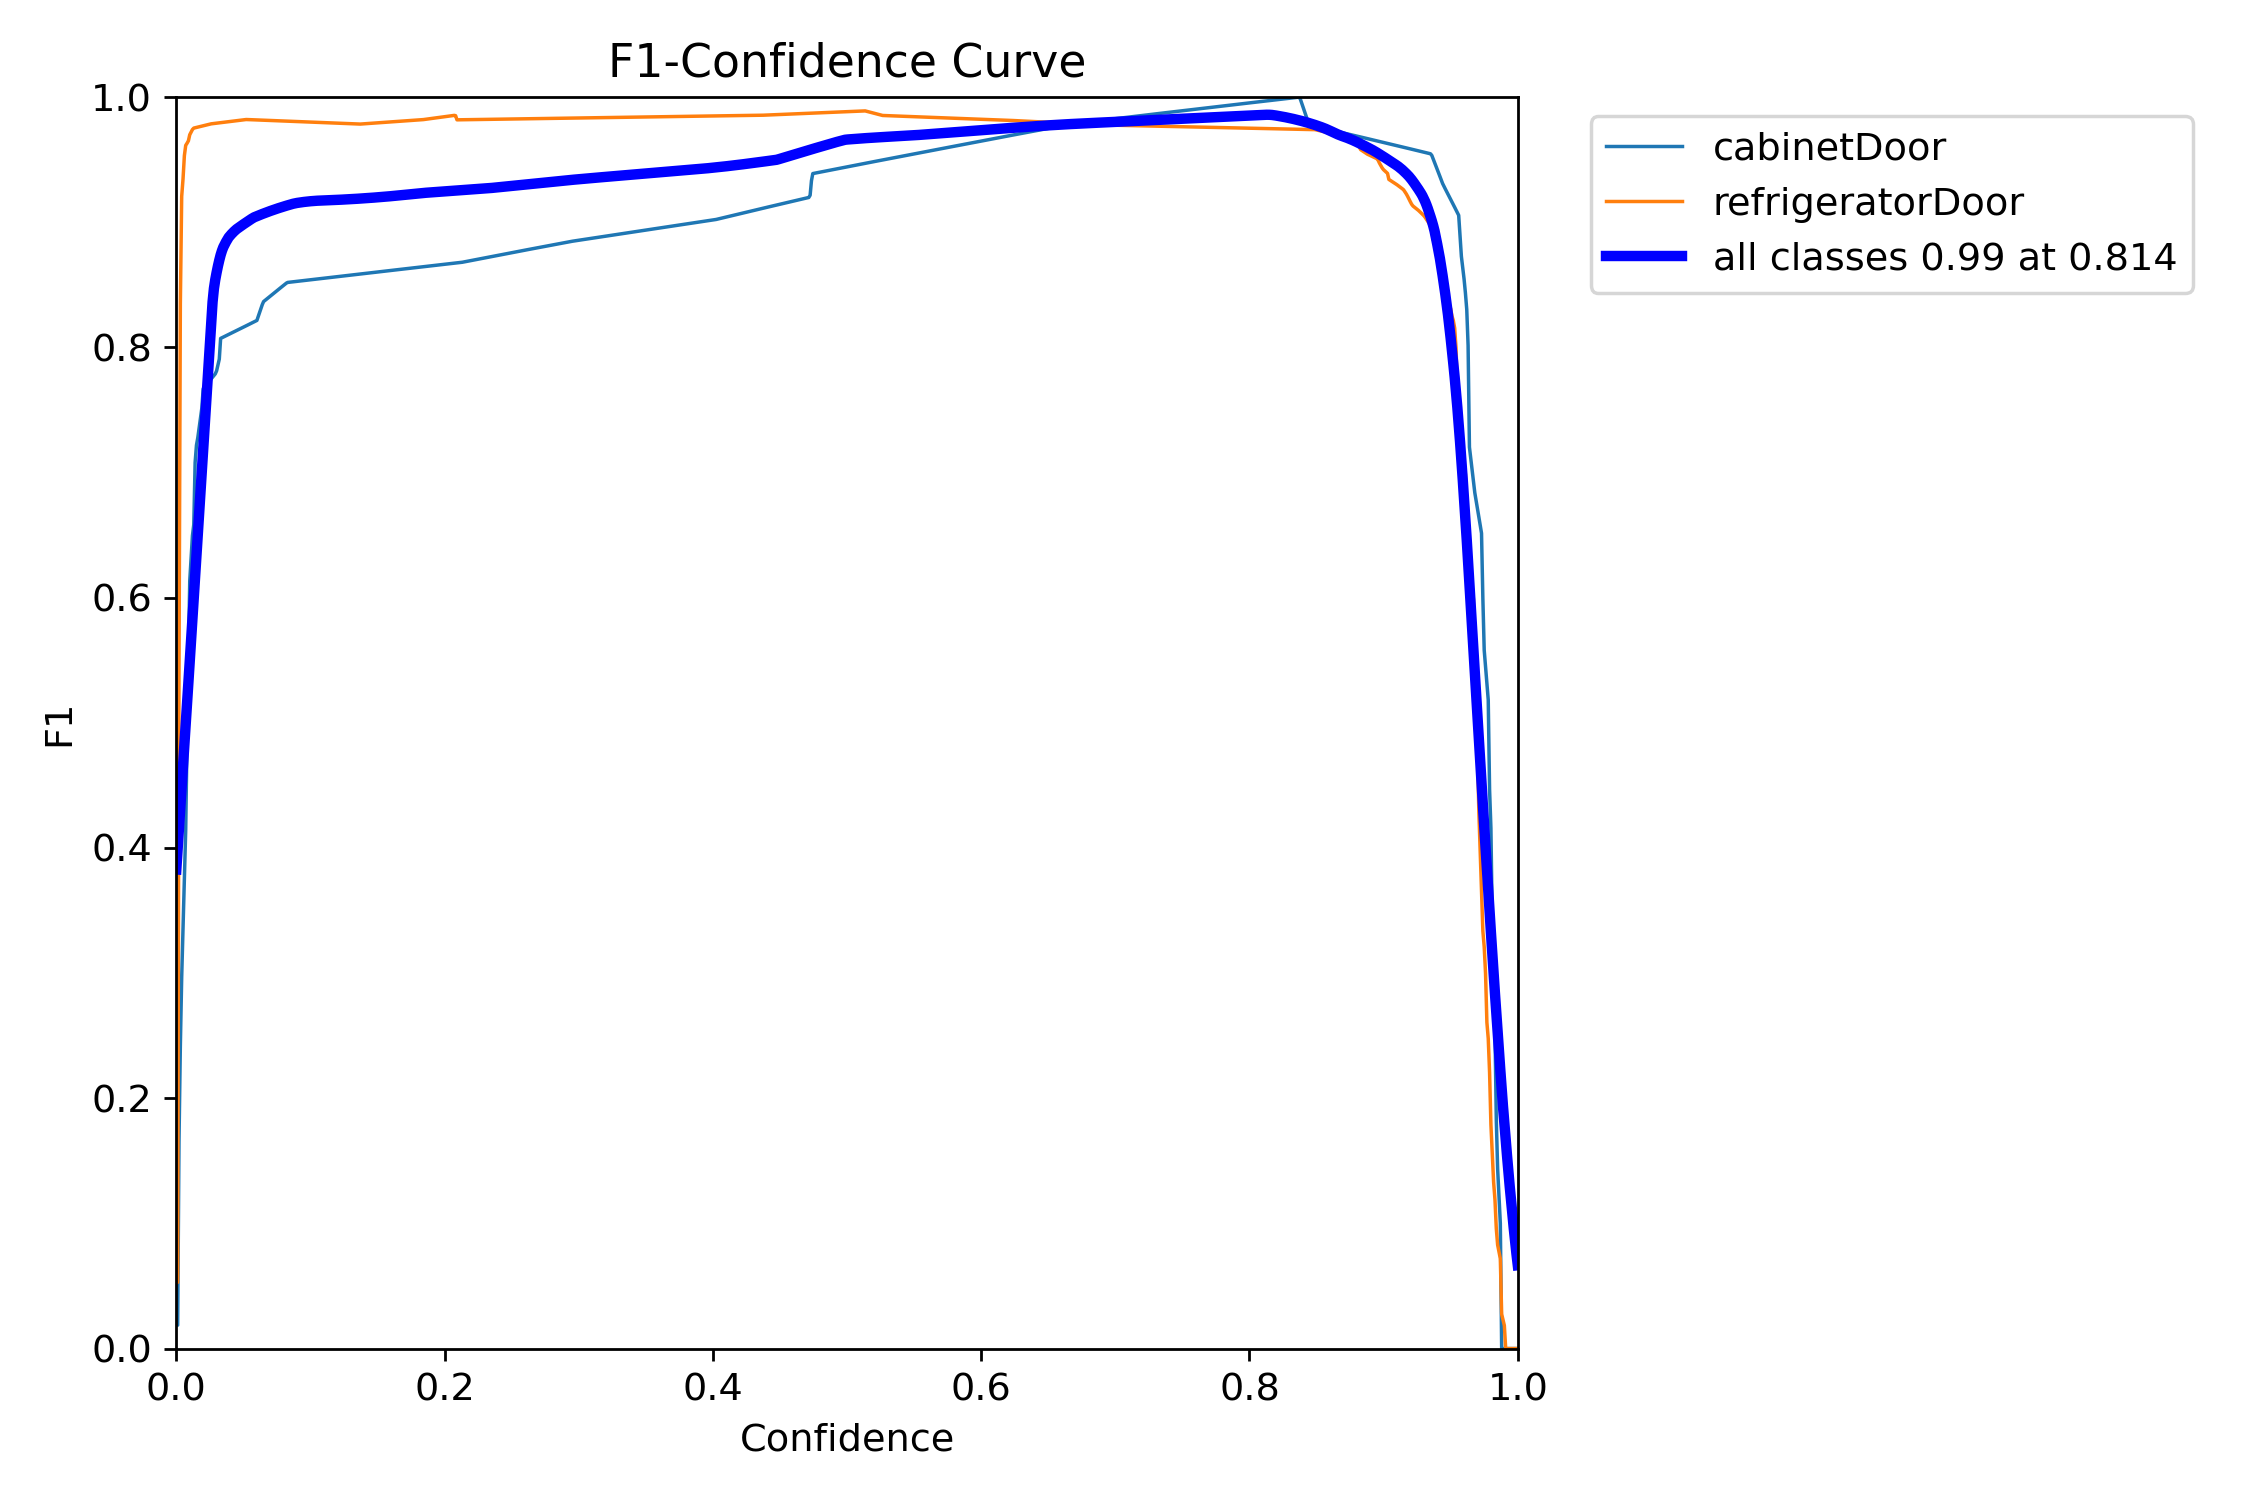 F1-Confidence Curve
1.0
0.8
0.6
0.4
0.2
0.0
F1
0.0 0.2 0.4 0.6 0.8 1.0
Confidence
cabinetDoor
refrigeratorDoor
all classes 0.99 at 0.814